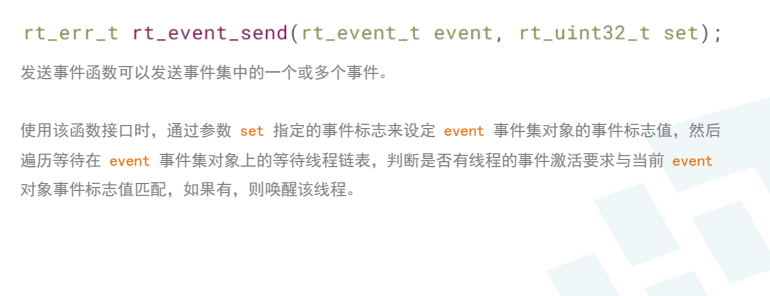 rt_err_t rt_event_send(rt_event_t event, rt_uint32_t set);
发送事件函数可以发送事件集中的一个或多个事件。
使用该函数接口时，通过参数 set 指定的事件标志来设定 event 事件集对象的事件标志值，然后
遍历等待在 event 事件集对象上的等待线程链表，判断是否有线程的事件激活要求与当前 event
对象事件标志值匹配，如果有，则唤醒该线程。